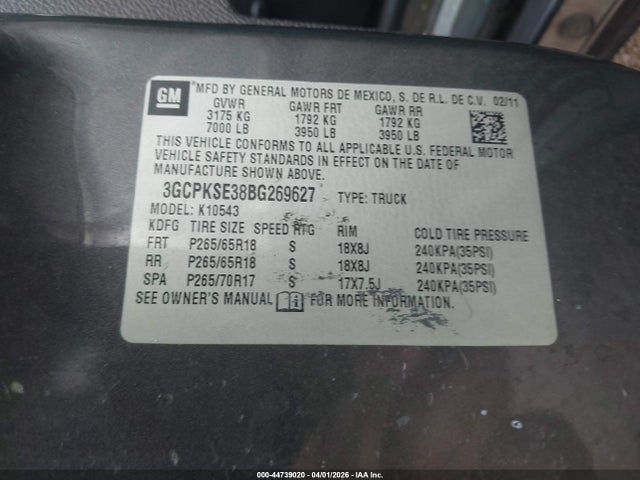 GM
MFD BY GENERAL MOTORS DE MEXICO, S. DE R.L. DE C.V. 02/11
GVWR GAWR FRT GAWR RR
3175 KG 1792 KG 1792 KG
7000 LB 3950 LB 3950 LB
THIS VEHICLE CONFORMS TO ALL APPLICABLE U.S. FEDERAL MOTOR
VEHICLE SAFETY STANDARDS IN EFFECT ON THE DATE OF
MANUFACTURE SHOWN ABOVE.
3GCPKSE38BG269627 TYPE: TRUCK
MODEL: K10543
KDFG TIRE SIZE SPEED RTG RIM COLD TIRE PRESSURE
FRT P265/65R18 S 18X8J 240KPA(35PSI)
RR P265/65R18 S 18X8J 240KPA(35PSI)
SPA P265/70R17 S 17X7.5J 240KPA(35PSI)
SEE OWNER'S MANUAL FOR MORE INFORMATION.
000-44739020 - 04/01/2026 - IAA Inc.